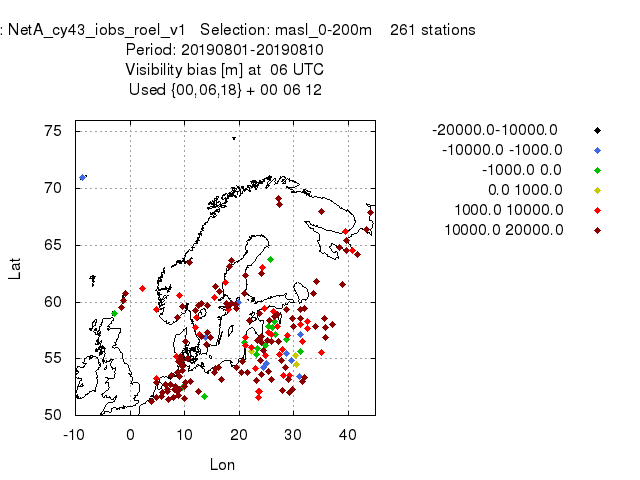 : NetA_cy43_iobs_roel_v1 Selection: masl_0-200m 261 stations
Period: 20190801-20190810
Visibility bias [m] at 06 UTC
Used {00,06,18} + 00 06 12
-20000.0-10000.0
-10000.0 -1000.0
-1000.0 0.0
0.0 1000.0
1000.0 10000.0
10000.0 20000.0
75
70
65
60
55
50
Lat
-10 0 10 20 30 40
Lon